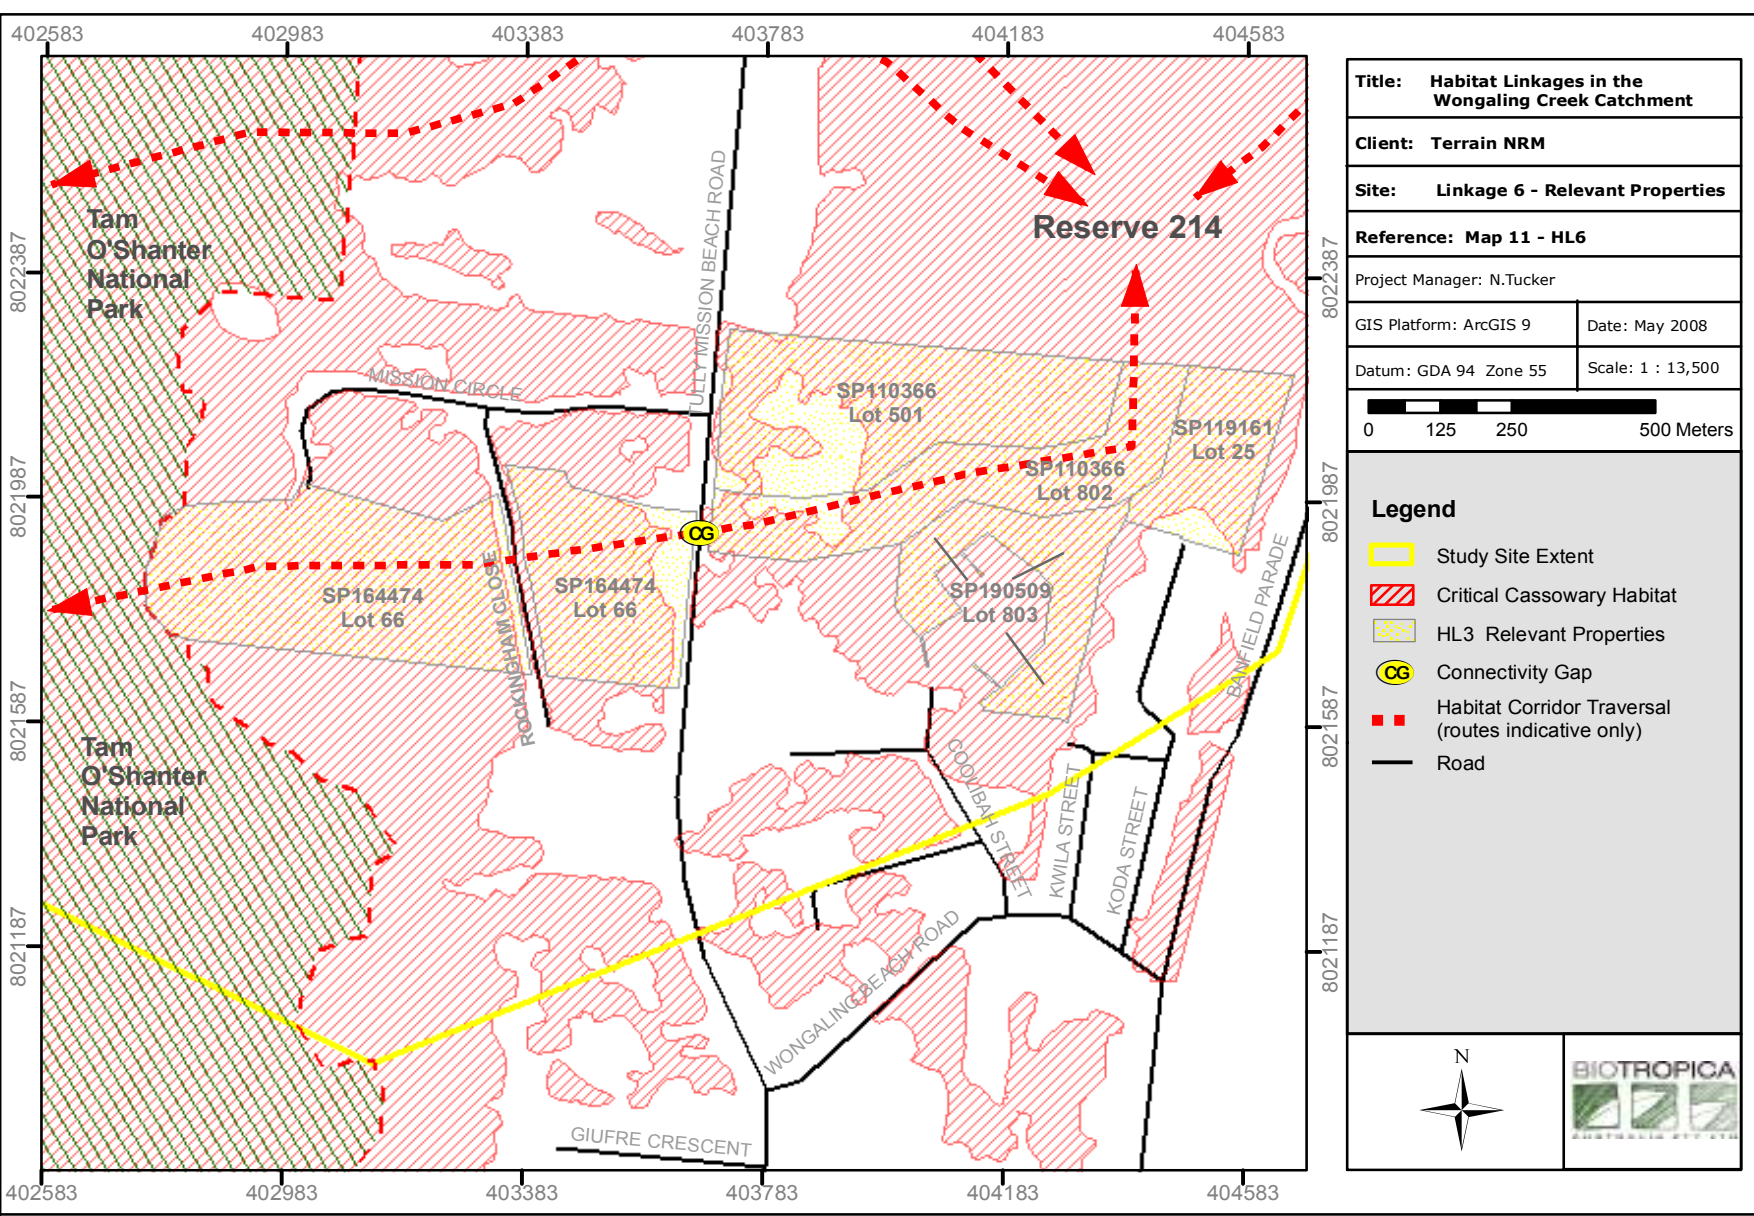 402583 402983 403383 403783 404183 404583
8022387
8021987
8021587
8021187
Tam
O'Shanter
National
Park
TULLY MISSION BEACH ROAD
Reserve 214
MISSION CIRCLE
SP110366
Lot 501
SP119161
Lot 25
SP110366
Lot 802
SP164474
Lot 66
SP164474
Lot 66
SP190509
Lot 803
CG
ROCKINGHAM CLOSE
BANFIELD PARADE
Tam
O'Shanter
National
Park
COOLIBAH STREET
KWILA STREET
KODA STREET
WONGALING BEACH ROAD
GIUFRE CRESCENT
8022387
8021987
8021587
8021187
402583 402983 403383 403783 404183 404583
Title: Habitat Linkages in the
Wongaling Creek Catchment
Client: Terrain NRM
Site: Linkage 6 - Relevant Properties
Reference: Map 11 - HL6
Project Manager: N.Tucker
GIS Platform: ArcGIS 9 Date: May 2008
Datum: GDA 94 Zone 55 Scale: 1 : 13,500
0 125 250 500 Meters
Legend
Study Site Extent
Critical Cassowary Habitat
HL3 Relevant Properties
CG Connectivity Gap
Habitat Corridor Traversal
(routes indicative only)
Road
N
BIOTROPICA